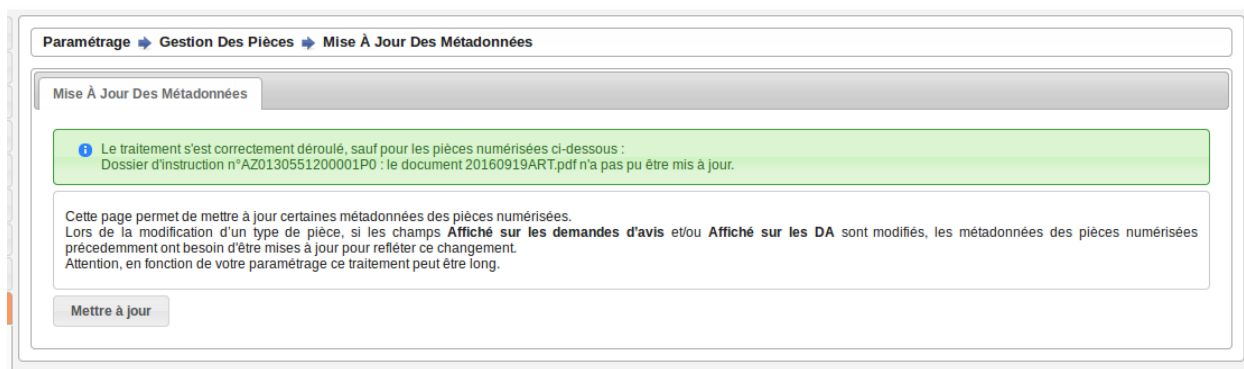 Paramétrage Gestion Des Pièces Mise À Jour Des Métadonnées
Mise À Jour Des Métadonnées
Le traitement s'est correctement déroulé, sauf pour les pièces numérisées ci-dessous :
Dossier d'instruction n°AZ0130551200001P0 : le document 20160919ART.pdf n'a pas pu être mis à jour.
Cette page permet de mettre à jour certaines métadonnées des pièces numérisées.
Lors de la modification d'un type de pièce, si les champs Affiché sur les demandes d'avis et/ou Affiché sur les DA sont modifiés, les métadonnées des pièces numérisées
précedemment ont besoin d'être mises à jour pour refléter ce changement.
Attention, en fonction de votre paramétrage ce traitement peut être long.
Mettre à jour